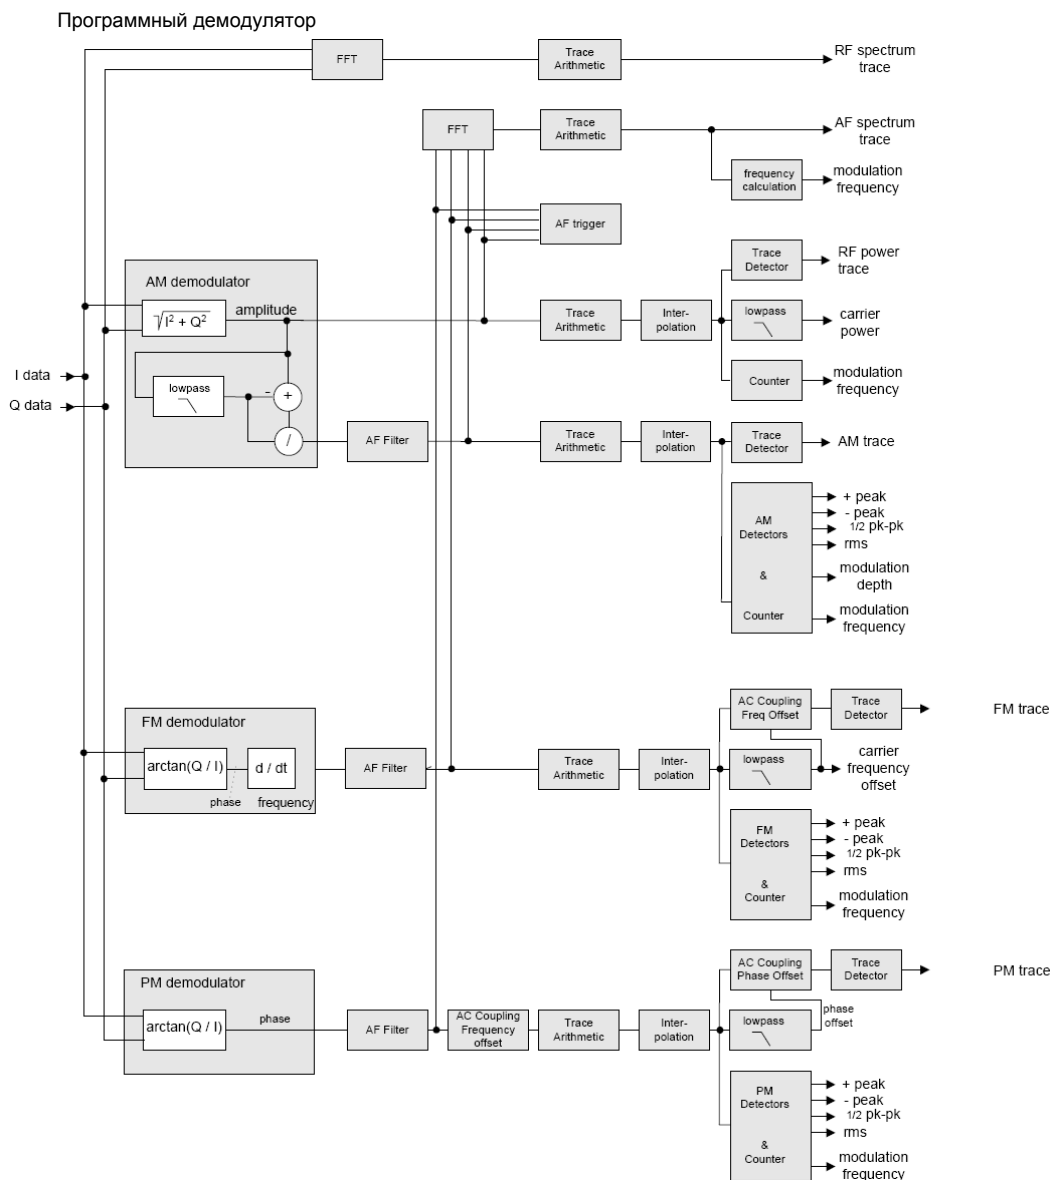 Программный демодулятор
FFT
Trace
Arithmetic
RF spectrum
trace
FFT
Trace
Arithmetic
AF spectrum
trace
frequency
calculation
modulation
frequency
AF trigger
AM demodulator
√I² + Q²
amplitude
Trace
Arithmetic
Inter-
polation
Trace
Detector
RF power
trace
lowpass
carrier
power
Counter
modulation
frequency
I data
Q data
lowpass
-
+
/
AF Filter
Trace
Arithmetic
Inter-
polation
Trace
Detector
AM trace
AM
Detectors
&
Counter
+ peak
- peak
1/2 pk-pk
rms
modulation
depth
modulation
frequency
FM demodulator
arctan(Q / I)
d / dt
phase
frequency
AF Filter
Trace
Arithmetic
Inter-
polation
AC Coupling
Freq Offset
Trace
Detector
FM trace
lowpass
carrier
frequency
offset
FM
Detectors
&
Counter
+ peak
- peak
1/2 pk-pk
rms
modulation
frequency
PM demodulator
arctan(Q / I)
phase
AF Filter
AC Coupling
Frequency
offset
Trace
Arithmetic
Inter-
polation
AC Coupling
Phase Offset
Trace
Detector
PM trace
lowpass
phase
offset
PM
Detectors
&
Counter
+ peak
- peak
1/2 pk-pk
rms
modulation
frequency